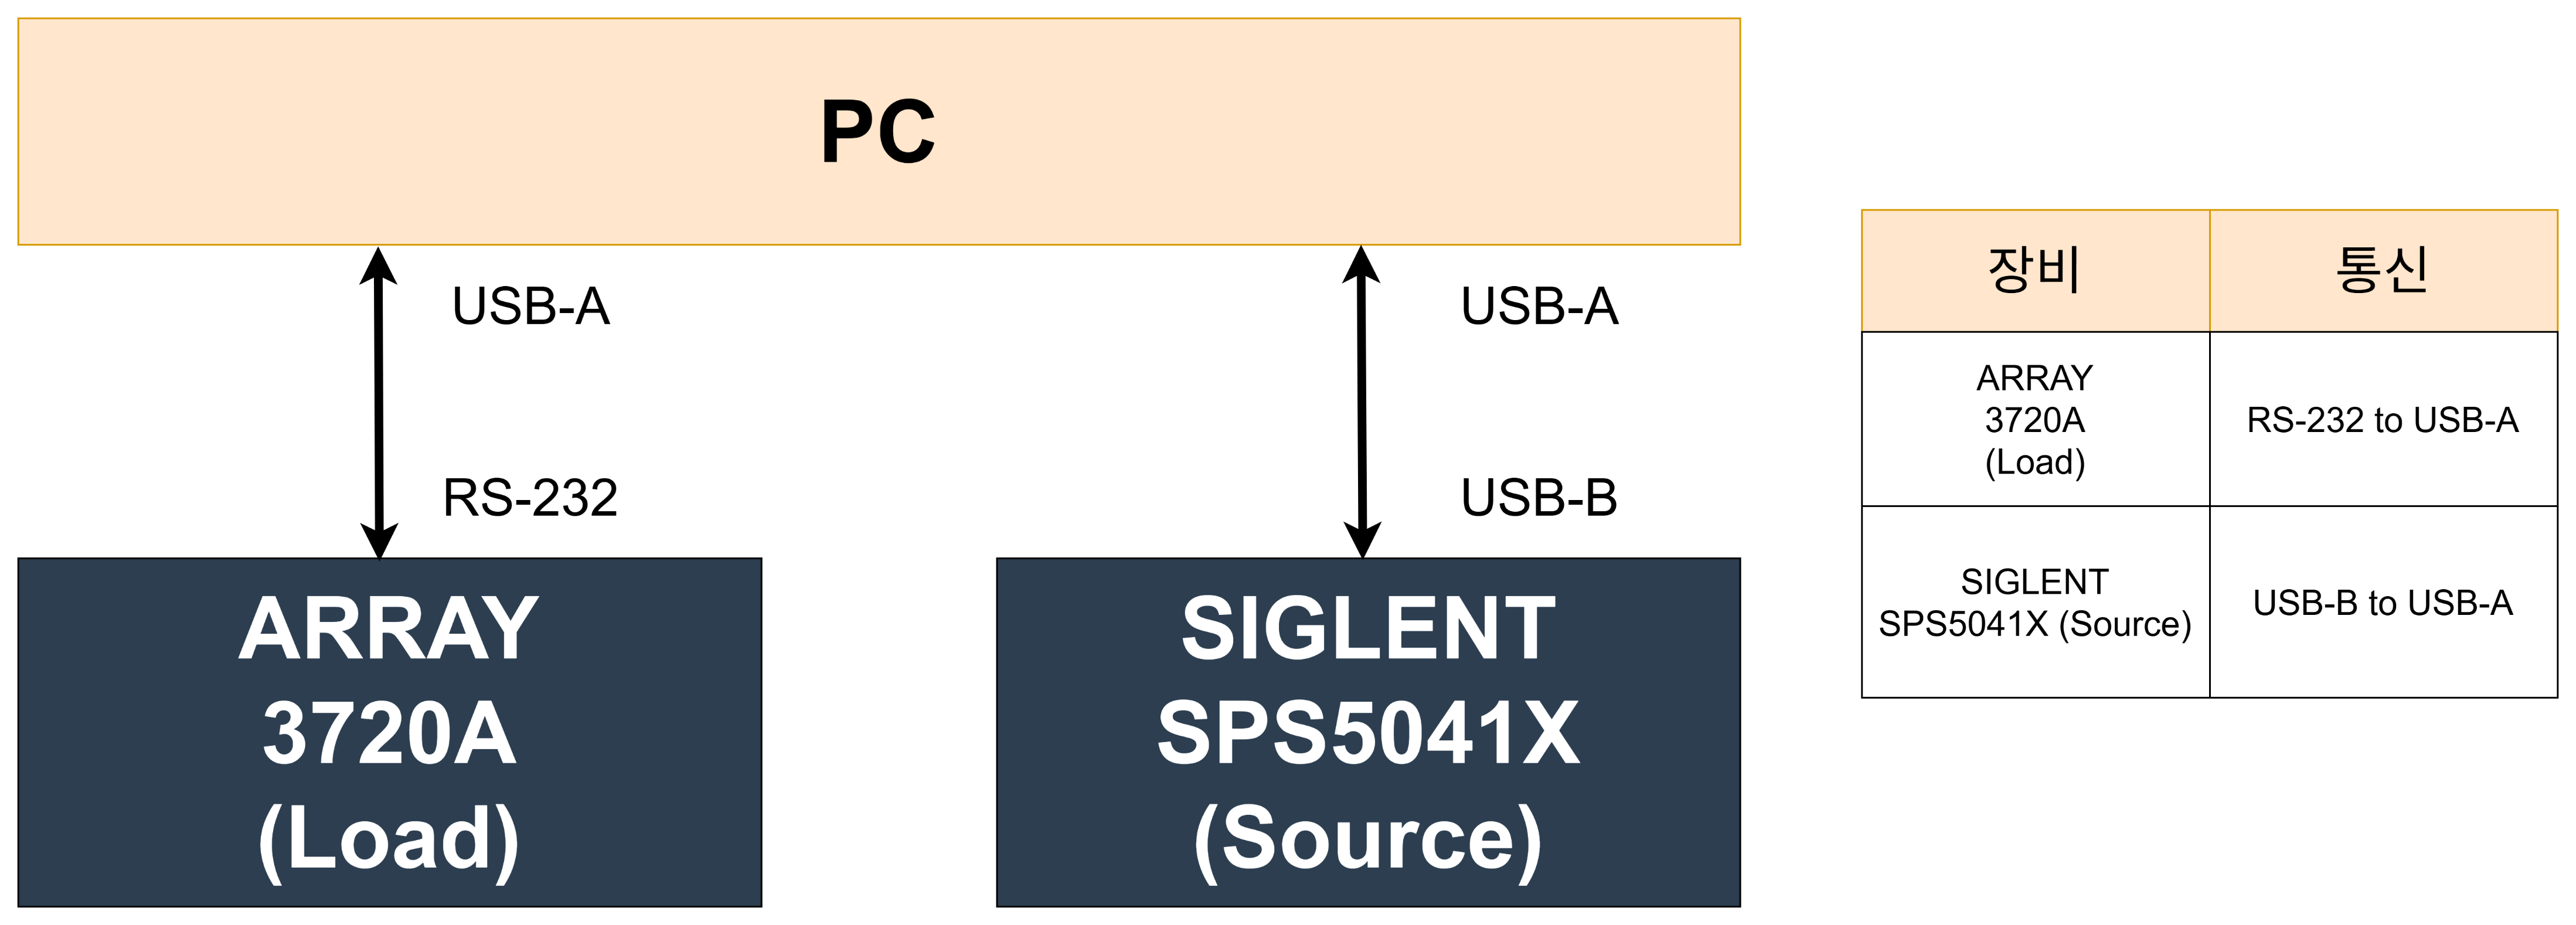 PC
USB-A
USB-A
RS-232
USB-B
ARRAY
3720A
(Load)
SIGLENT
SPS5041X
(Source)
장비
통신
ARRAY
3720A
(Load)
RS-232 to USB-A
SIGLENT
SPS5041X (Source)
USB-B to USB-A